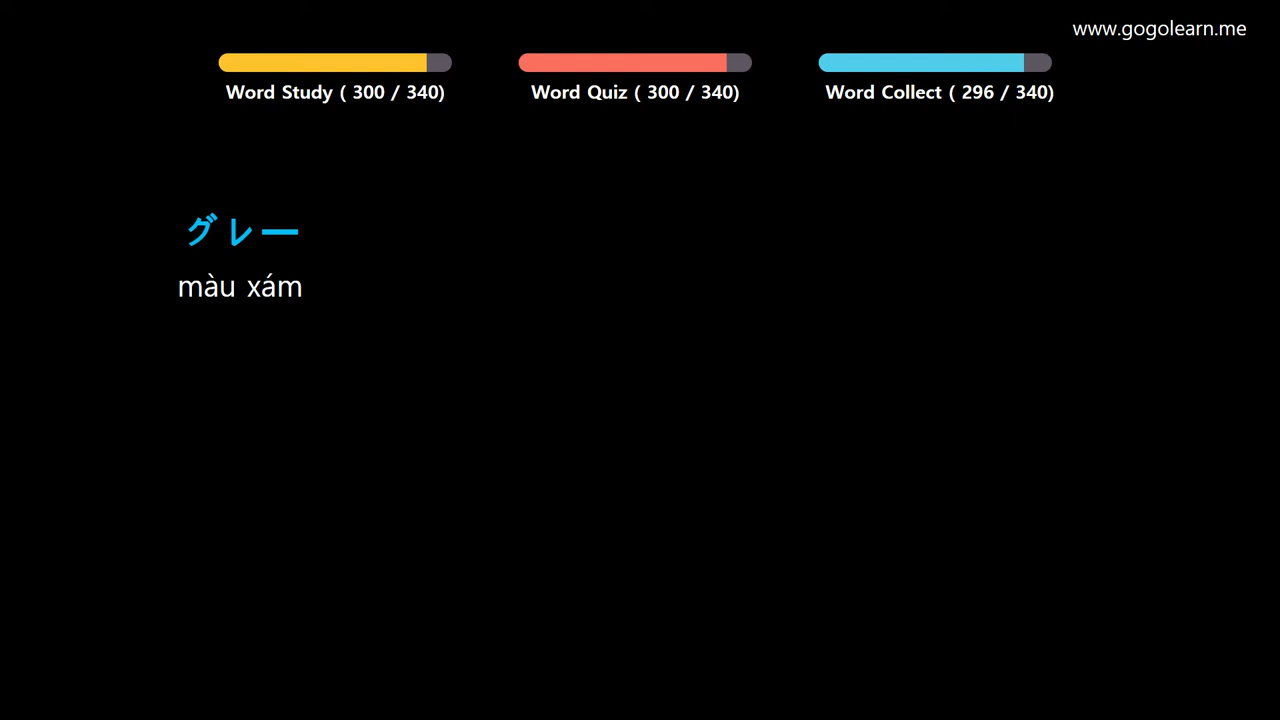 www.gogolearn.me
Word Study ( 300 / 340)
Word Quiz ( 300 / 340)
Word Collect ( 296 / 340)
グレー
màu xám